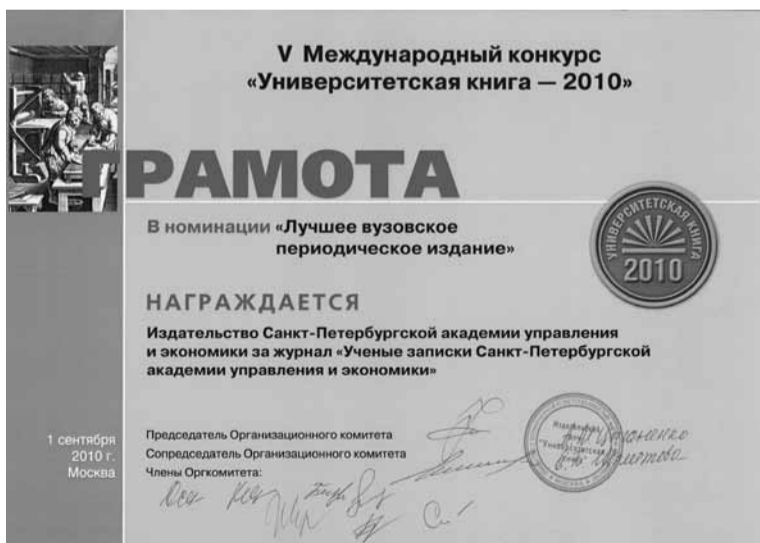 V Международный конкурс
«Университетская книга — 2010»
ГРАМОТА
В номинации «Лучшее вузовское
периодическое издание»
УНИВЕРСИТЕТСКАЯ КНИГА
2010
НАГРАЖДАЕТСЯ
Издательство Санкт-Петербургской академии управления
и экономики за журнал «Ученые записки Санкт-Петербургской
академии управления и экономики»
1 сентября
2010 г.
Москва
Председатель Организационного комитета
Сопредседатель Организационного комитета
Члены Оргкомитета: